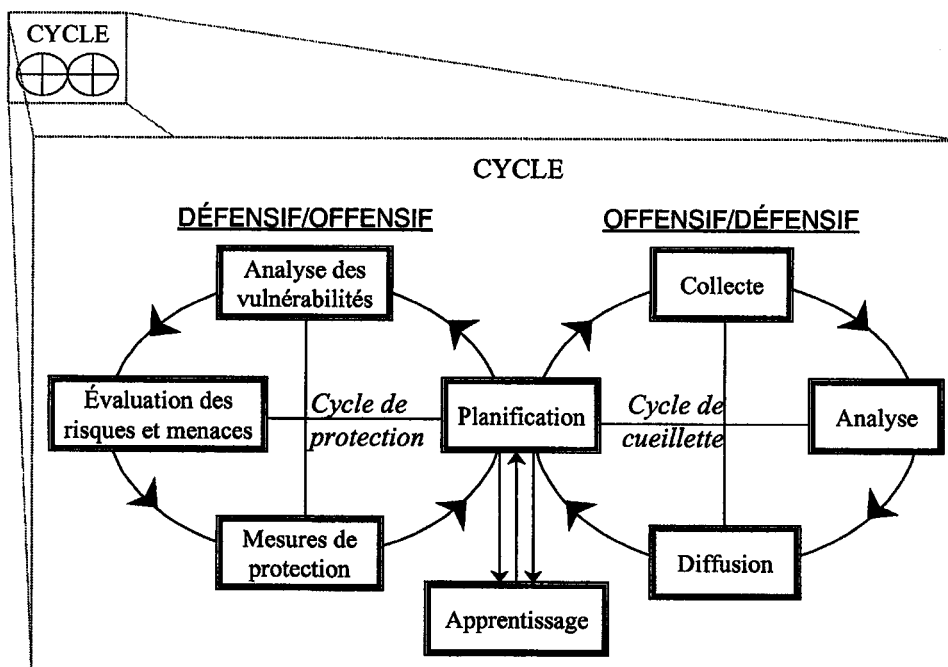 CYCLE
CYCLE
DÉFENSIF/OFFENSIF
OFFENSIF/DÉFENSIF
Analyse des
vulnérabilités
Collecte
Évaluation des
risques et menaces
Cycle de
protection
Planification
Cycle de
cueillette
Analyse
Mesures de
protection
Diffusion
Apprentissage